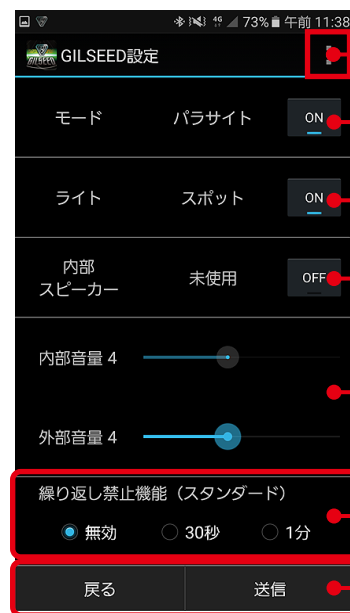 4G 73% 午前 11:38
GILSEED GILSEED設定
モード パラサイト ON
ライト スポット ON
内部
スピーカー 未使用 OFF
内部音量 4
外部音量 4
繰り返し禁止機能（スタンダード）
無効 30秒 1分
戻る 送信